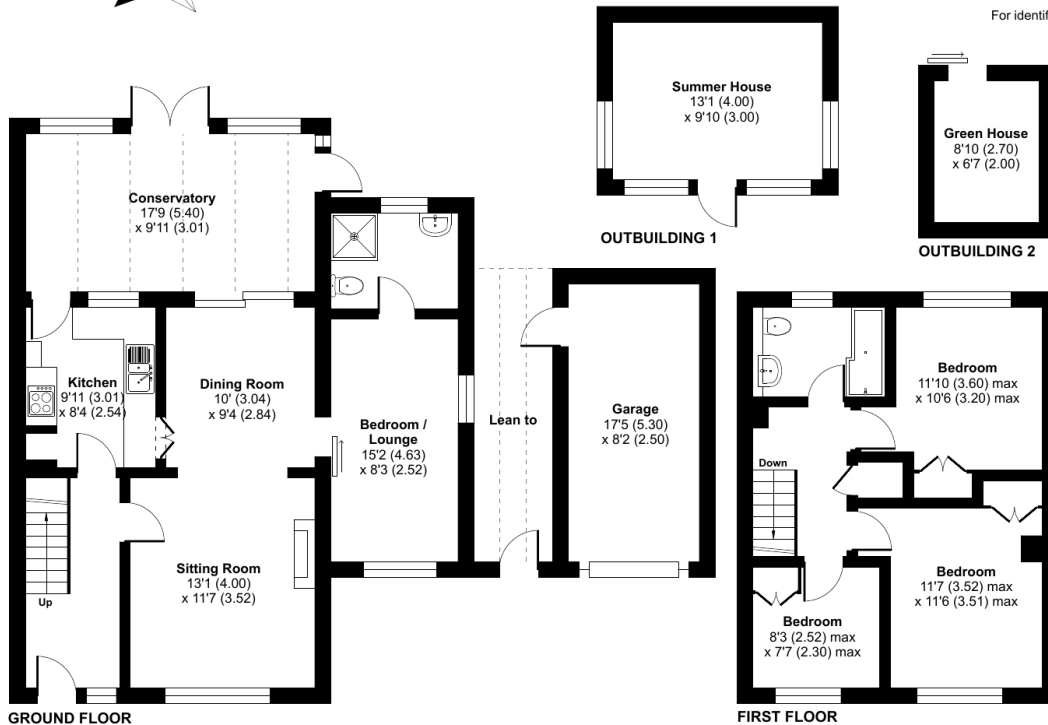 For identif
Summer House
13'1 (4.00)
x 9'10 (3.00)
OUTBUILDING 1
Green House
8'10 (2.70)
x 6'7 (2.00)
OUTBUILDING 2
Conservatory
17'9 (5.40)
x 9'11 (3.01)
Kitchen
9'11 (3.01)
x 8'4 (2.54)
Dining Room
10' (3.04)
x 9'4 (2.84)
Bedroom /
Lounge
15'2 (4.63)
x 8'3 (2.52)
Lean to
Garage
17'5 (5.30)
x 8'2 (2.50)
Sitting Room
13'1 (4.00)
x 11'7 (3.52)
Up
GROUND FLOOR
Bedroom
11'10 (3.60) max
x 10'6 (3.20) max
Down
Bedroom
11'7 (3.52) max
x 11'6 (3.51) max
Bedroom
8'3 (2.52) max
x 7'7 (2.30) max
FIRST FLOOR